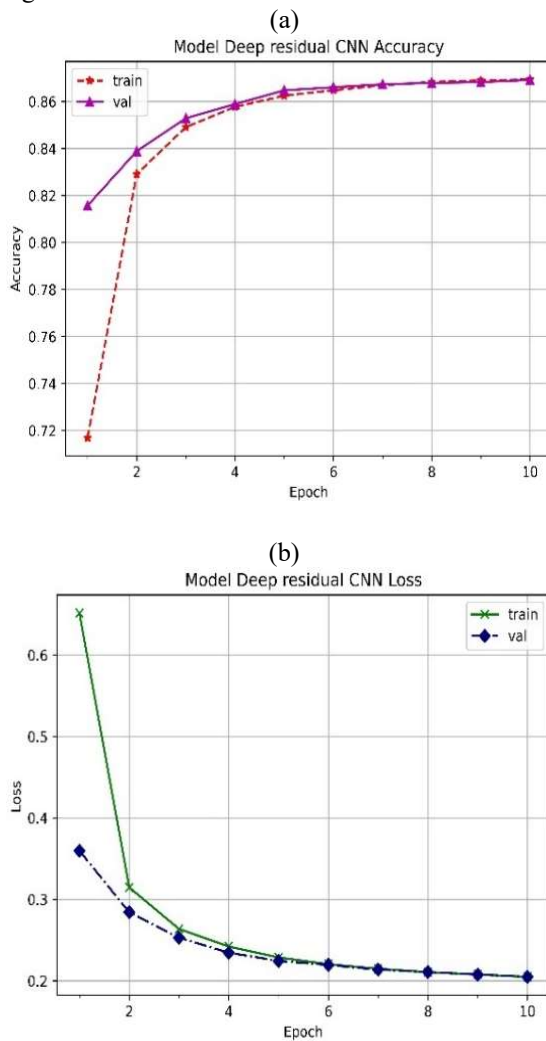 (a)
Model Deep residual CNN Accuracy
train
val
0.86
0.84
0.82
0.80
0.78
0.76
0.74
0.72
Accuracy
2
4
6
8
10
Epoch
(b)
Model Deep residual CNN Loss
train
val
0.6
0.5
0.4
0.3
0.2
Loss
2
4
6
8
10
Epoch